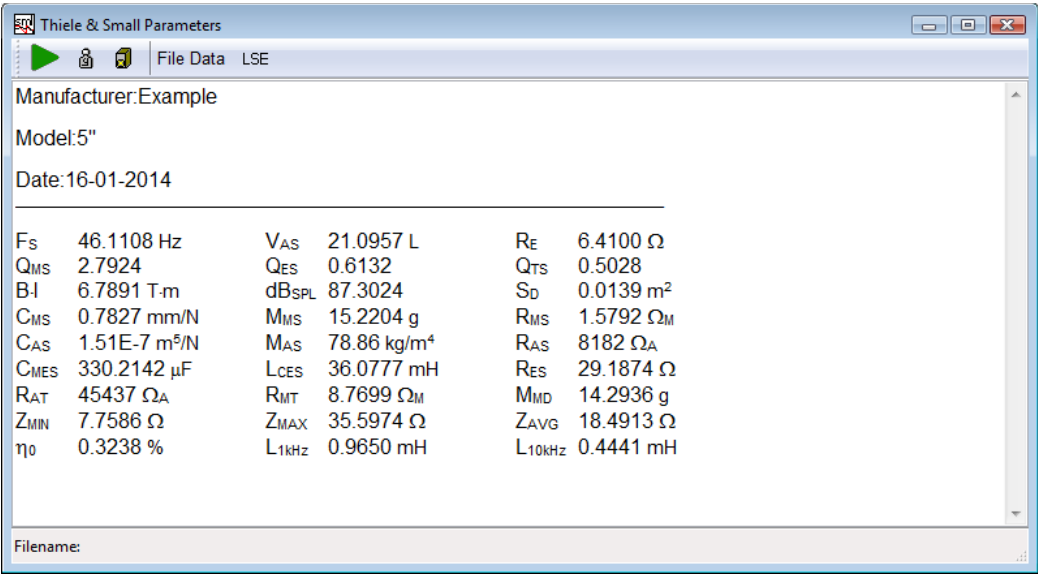 Thiele & Small Parameters
File Data LSE
Manufacturer:Example
Model:5"
Date:16-01-2014
FS 46.1108 Hz VAS 21.0957 L RE 6.4100 Ω
QMS 2.7924 QES 0.6132 QTS 0.5028
B·l 6.7891 T·m dBSPL 87.3024 SD 0.0139 m²
CMS 0.7827 mm/N MMS 15.2204 g RMS 1.5792 ΩM
CAS 1.51E-7 m⁵/N MAS 78.86 kg/m⁴ RAS 8182 ΩA
CMES 330.2142 µF LCES 36.0777 mH RES 29.1874 Ω
RAT 45437 ΩA RMT 8.7699 ΩM MMD 14.2936 g
ZMIN 7.7586 Ω ZMAX 35.5974 Ω ZAVG 18.4913 Ω
η0 0.3238 % L1kHz 0.9650 mH L10kHz 0.4441 mH
Filename: